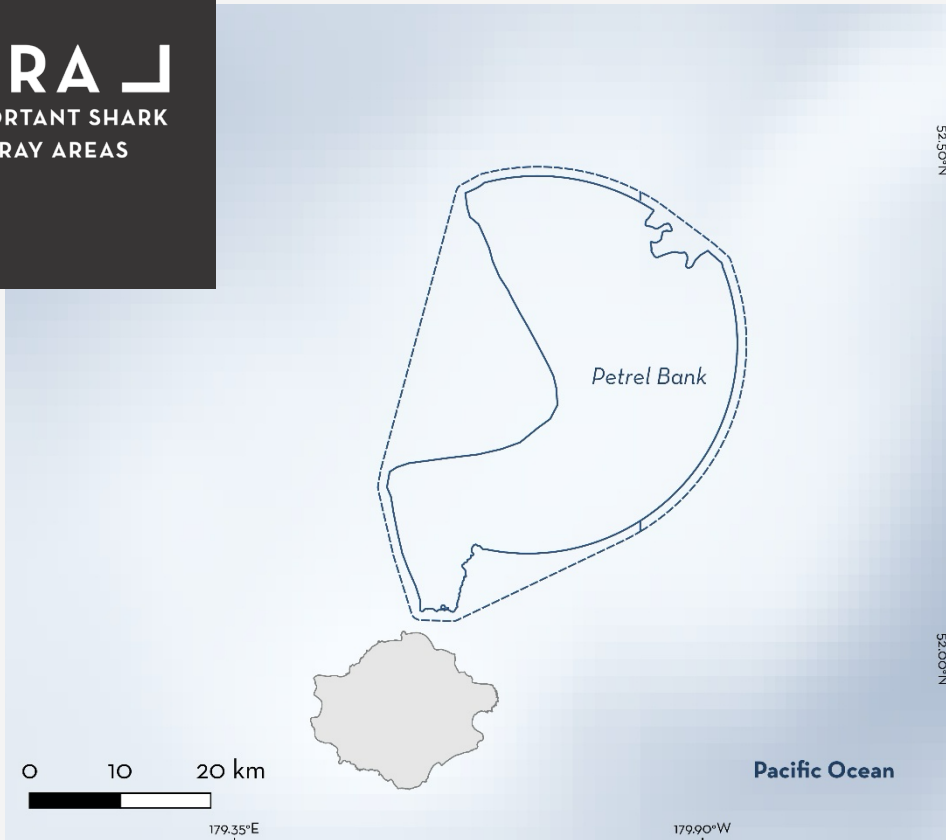 RA
ORTANT SHARK
RAY AREAS
52.50°N
Petrel Bank
52.00°N
0 10 20 km
Pacific Ocean
179.35°E 179.90°W